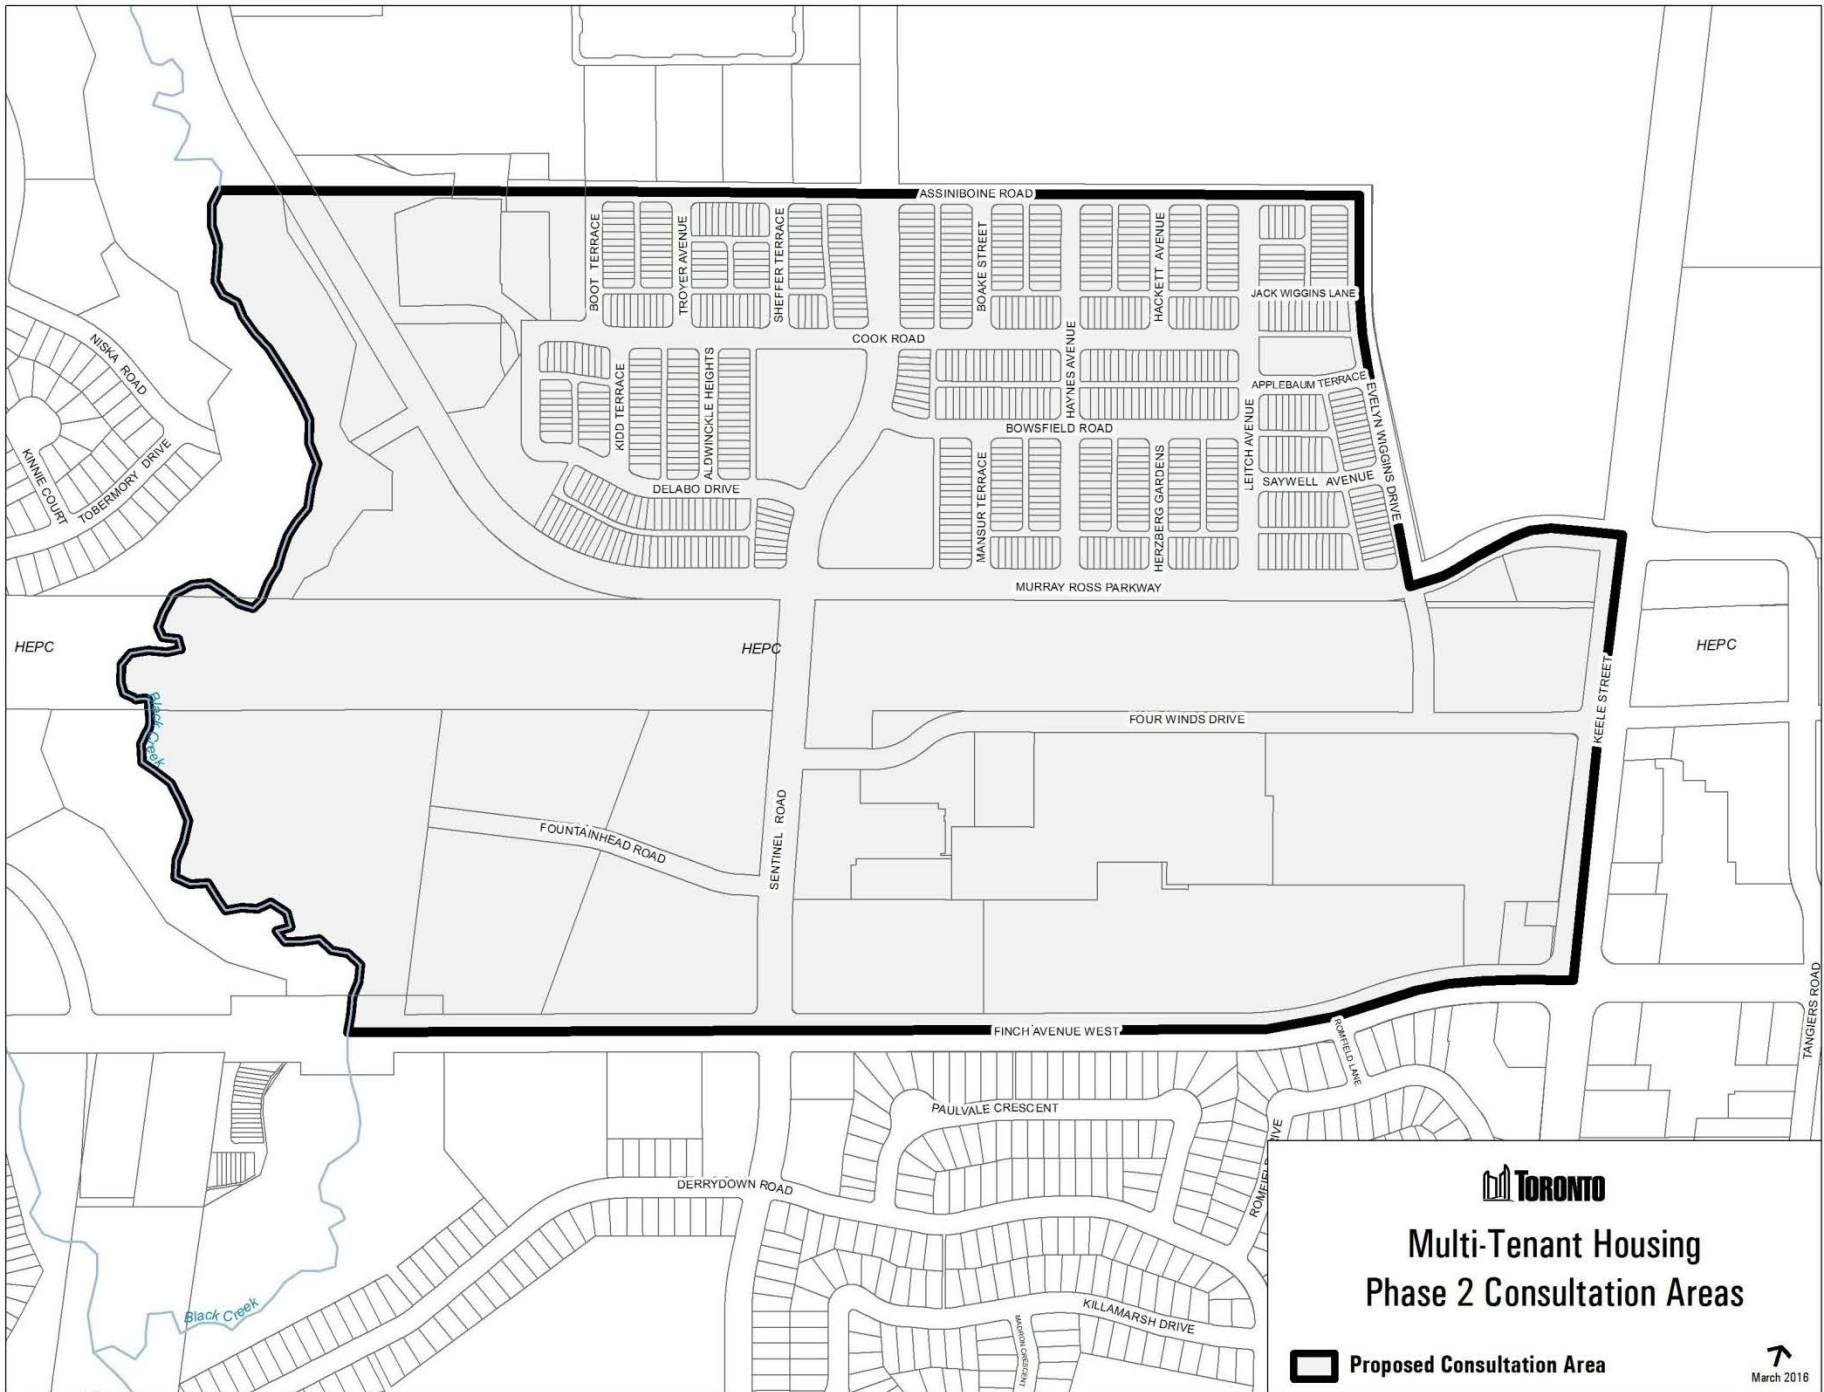 ASSINIBOINE ROAD
BOOT TERRACE
TROYER AVENUE
SHEFFER TERRACE
BOAKE STREET
HACKETT AVENUE
JACK WIGGINS LANE
NISKA ROAD
COOK ROAD
HAYNES AVENUE
KIDD TERRACE
ALDWINCKLE HEIGHTS
APPLEBAUM TERRACE
EVELYN WIGGINS DRIVE
LEITCH AVENUE
BOWSFIELD ROAD
KINNIE COURT
TOBERMORY DRIVE
DELABO DRIVE
MANSUR TERRACE
HERZBERG GARDENS
SAYWELL AVENUE
MURRAY ROSS PARKWAY
HEPC
HEPC
HEPC
KEELE STREET
Black Creek
FOUR WINDS DRIVE
FOUNTAINHEAD ROAD
SENTINEL ROAD
FINCH AVENUE WEST
TANGIERS ROAD
ROMFIELD LANE
PAULVALE CRESCENT
DERRYDOWN ROAD
Black Creek
KILLAMARSH DRIVE
MADRON CRESCENT
TORONTO
Multi-Tenant Housing
Phase 2 Consultation Areas
Proposed Consultation Area
March 2016